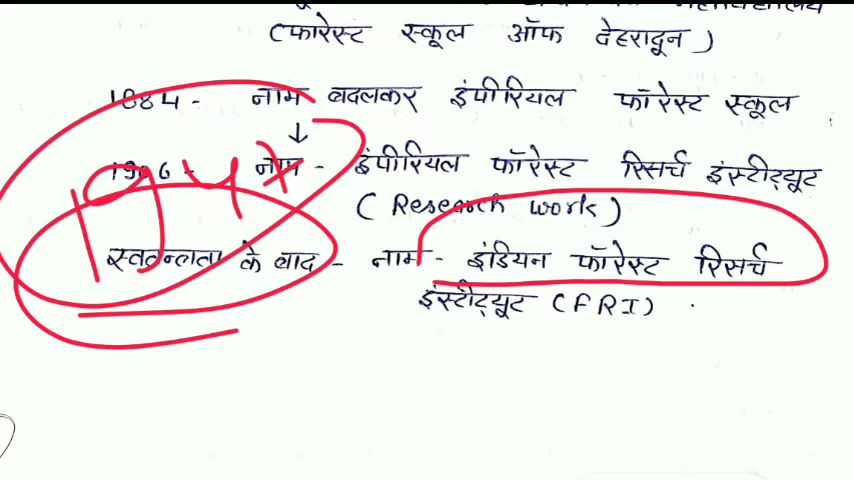 (फॉरेस्ट स्कूल ऑफ देहरादून)
1884 - नाम बदलकर इंपीरियल फॉरेस्ट स्कूल
↓
1906 - नाम - इंपीरियल फॉरेस्ट रिसर्च इंस्टीट्यूट
(Research work)
1947
स्वतन्त्रता के बाद - नाम - इंडियन फॉरेस्ट रिसर्च
इंस्टीट्यूट (FRI)